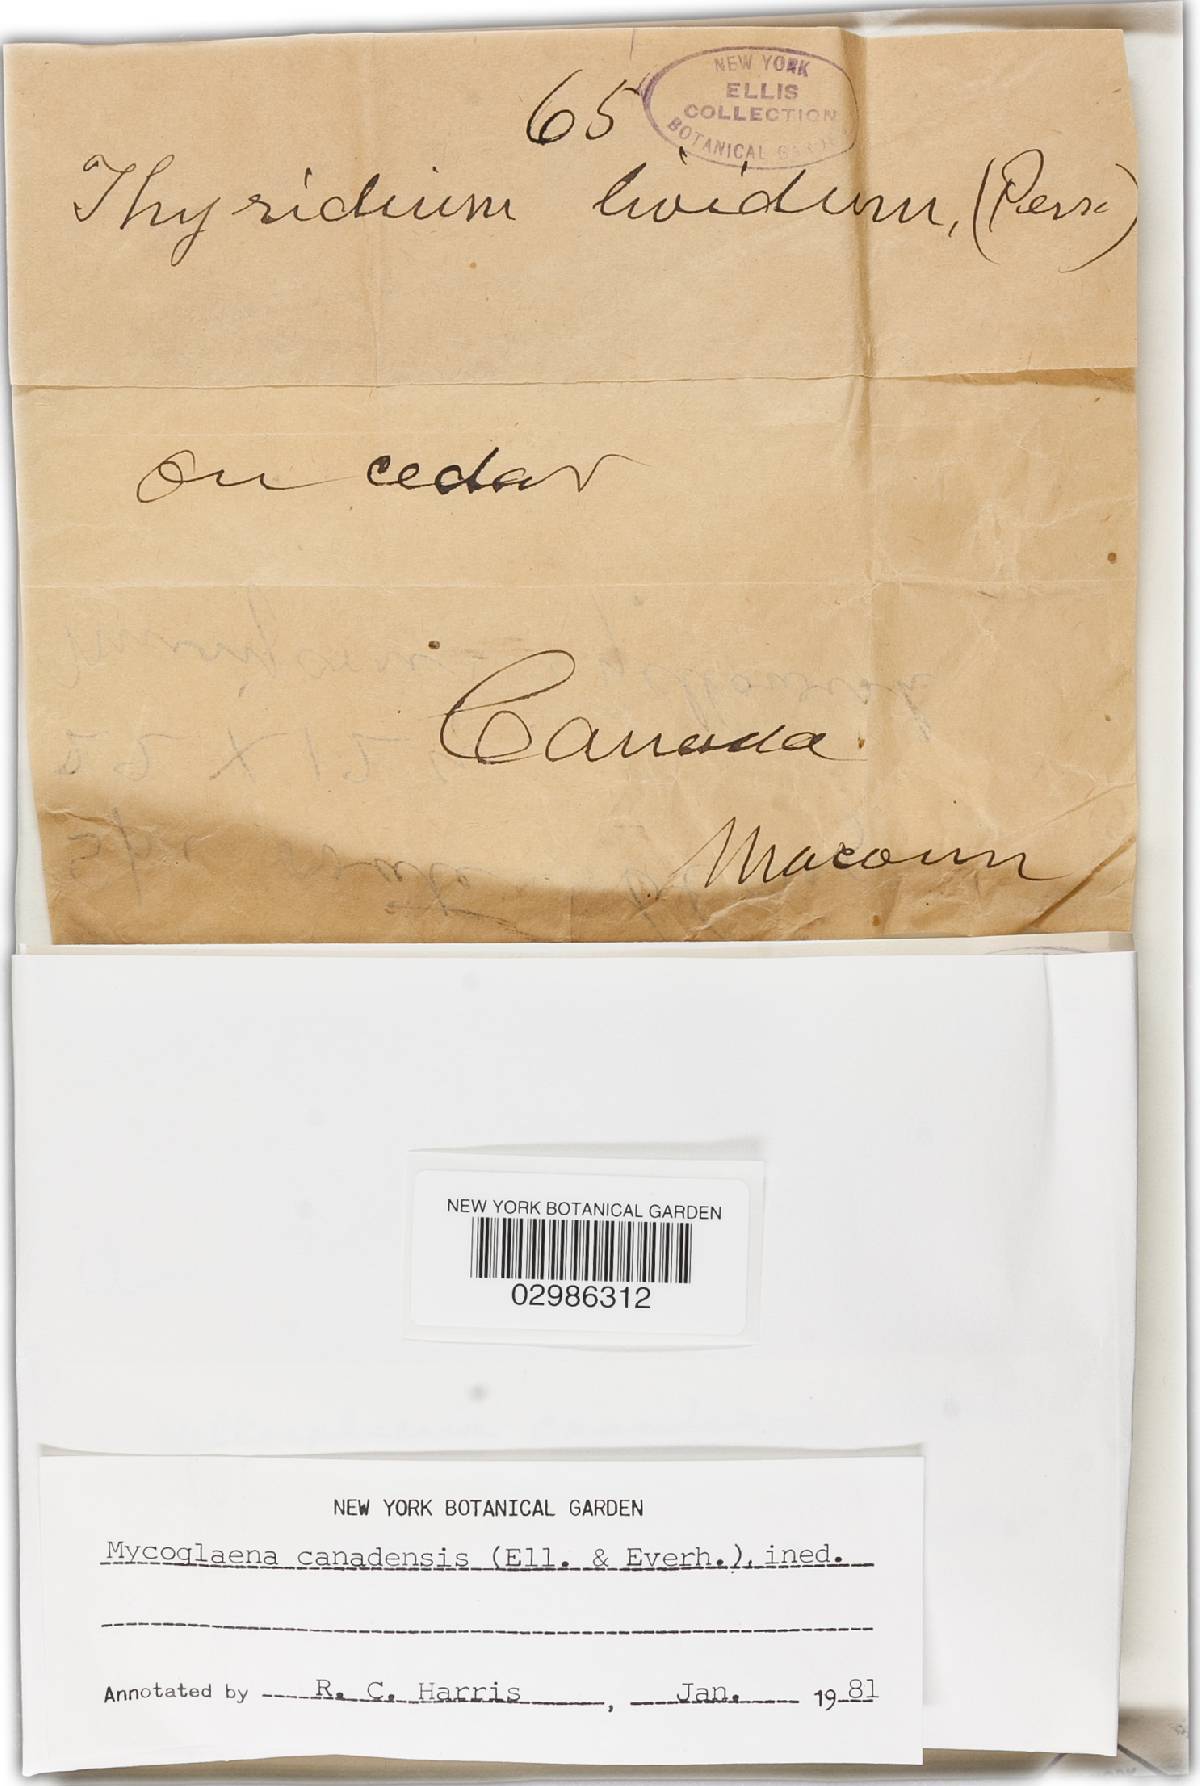 65
NEW YORK
ELLIS
COLLECTION
BOTANICAL GARDEN
Thyridium lividum, (Pers.)
on cedar
Canada.
Macoun
NEW YORK BOTANICAL GARDEN
02986312
NEW YORK BOTANICAL GARDEN
Mycoglaena canadensis (Ell. & Everh.), ined.
Annotated by R. C. Harris, Jan. 1981